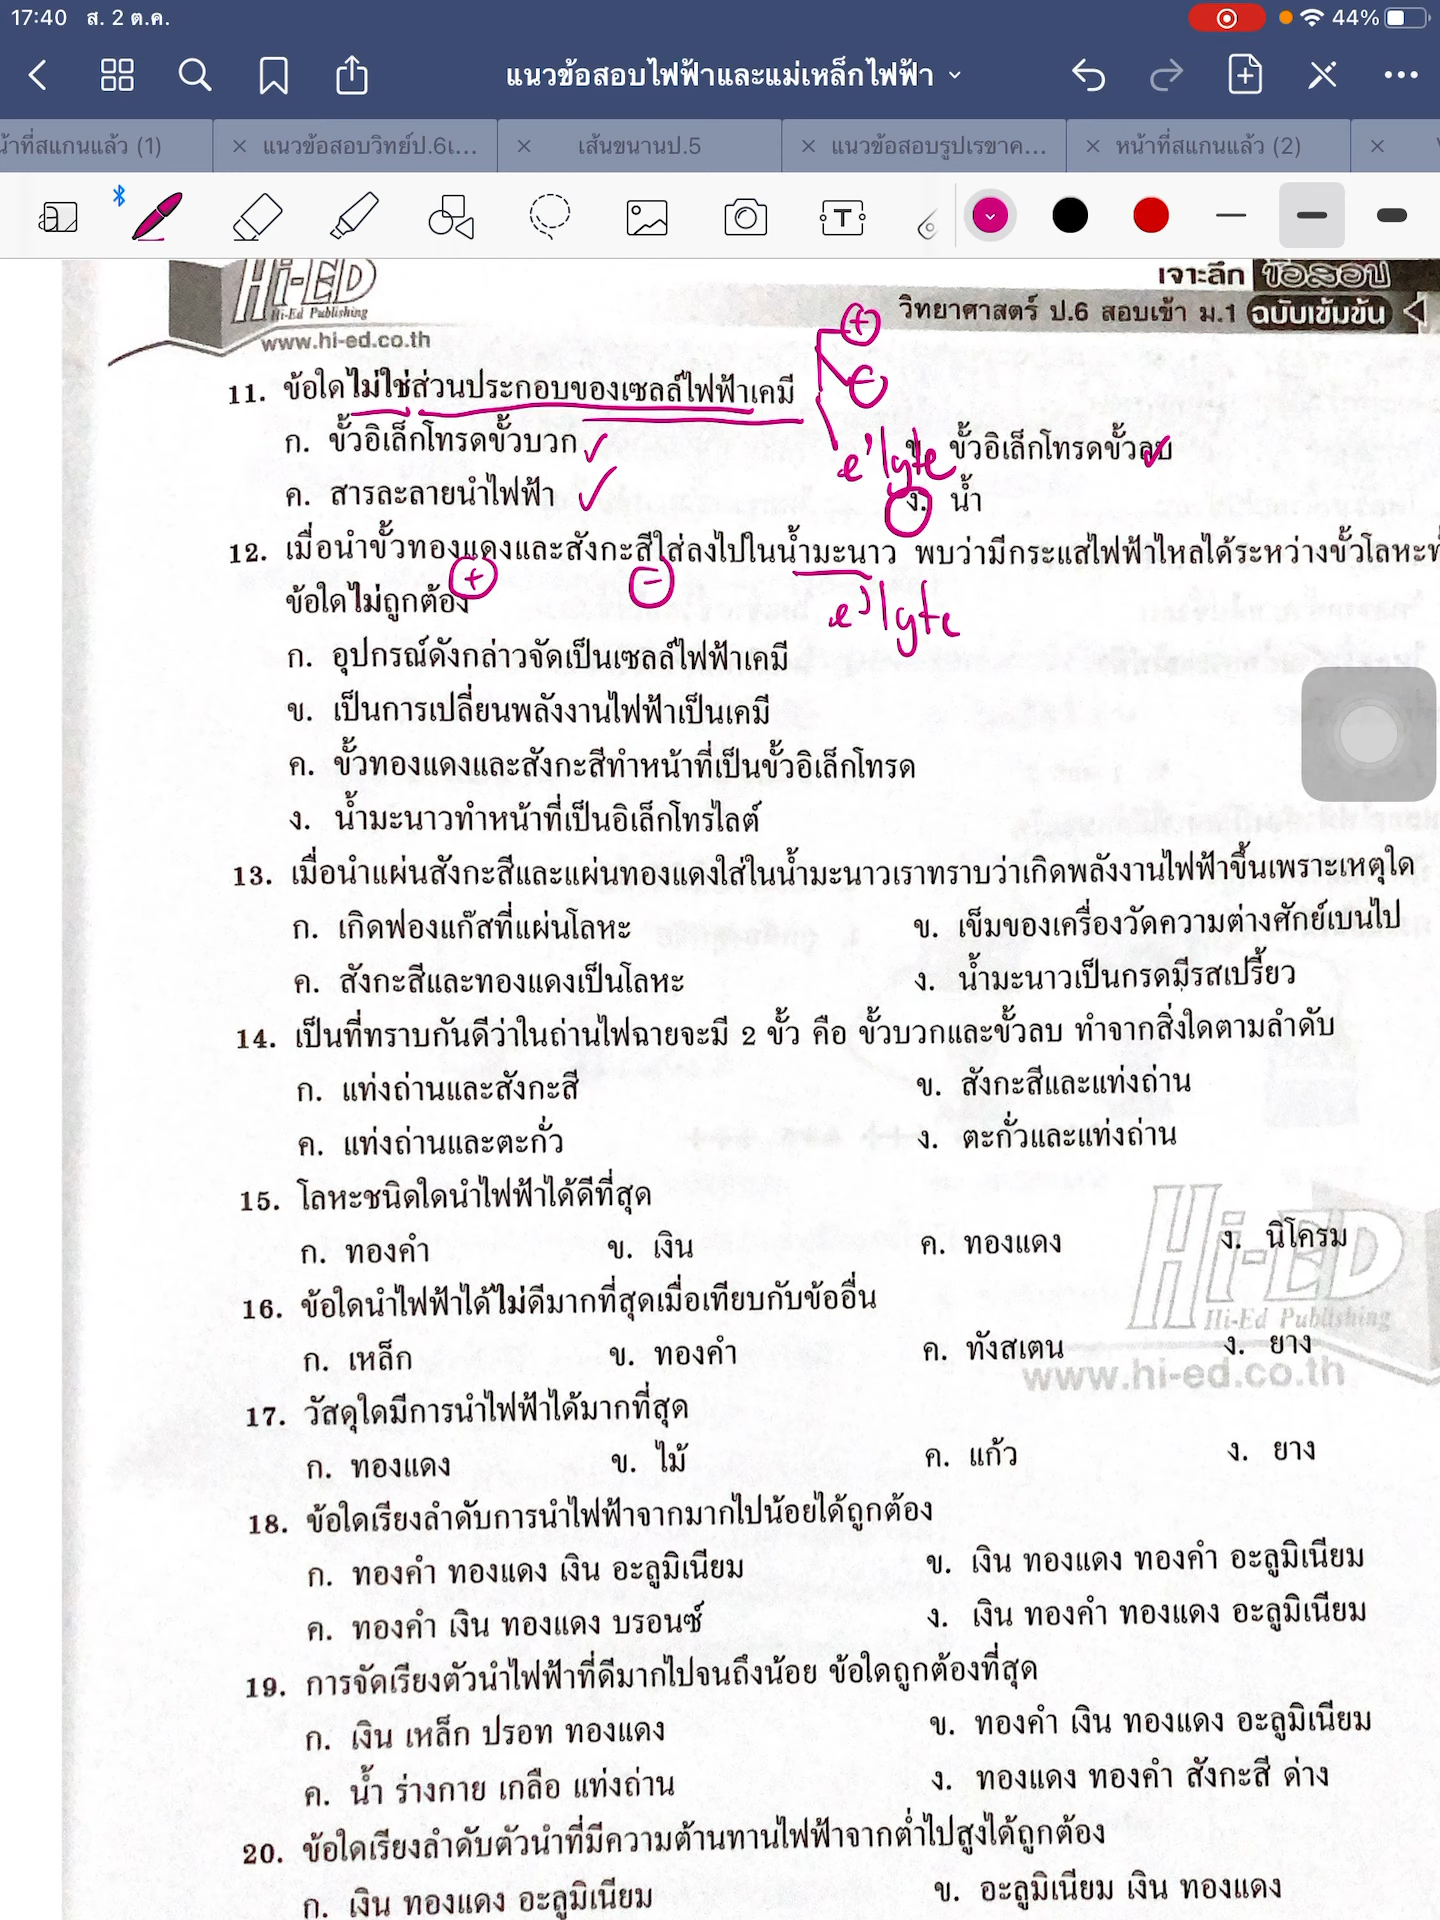 17:40 ส. 2 ต.ค. 44%
แนวข้อสอบไฟฟ้าและแม่เหล็กไฟฟ้า
น้าที่สแกนแล้ว (1) แนวข้อสอบวิทย์ป.6เ... เส้นขนานป.5 แนวข้อสอบรูปเรขาค... หน้าที่สแกนแล้ว (2)
Hi-ED
Hi-Ed Publishing
www.hi-ed.co.th
เจาะลึก ข้อสอบ
วิทยาศาสตร์ ป.6 สอบเข้า ม.1 ฉบับเข้มข้น
+
−
11. ข้อใดไม่ใช่ส่วนประกอบของเซลล์ไฟฟ้าเคมี
ก. ขั้วอิเล็กโทรดขั้วบวก ข. ขั้วอิเล็กโทรดขั้วลบ
e'lyte
ค. สารละลายนำไฟฟ้า ง. น้ำ
12. เมื่อนำขั้วทองแดงและสังกะสีใส่ลงไปในน้ำมะนาว พบว่ามีกระแสไฟฟ้าไหลได้ระหว่างขั้วโลหะ
+ −
ข้อใดไม่ถูกต้อง
e'lyte
ก. อุปกรณ์ดังกล่าวจัดเป็นเซลล์ไฟฟ้าเคมี
ข. เป็นการเปลี่ยนพลังงานไฟฟ้าเป็นเคมี
ค. ขั้วทองแดงและสังกะสีทำหน้าที่เป็นขั้วอิเล็กโทรด
ง. น้ำมะนาวทำหน้าที่เป็นอิเล็กโทรไลต์
13. เมื่อนำแผ่นสังกะสีและแผ่นทองแดงใส่ในน้ำมะนาวเราทราบว่าเกิดพลังงานไฟฟ้าขึ้นเพราะเหตุใด
ก. เกิดฟองแก๊สที่แผ่นโลหะ ข. เข็มของเครื่องวัดความต่างศักย์เบนไป
ค. สังกะสีและทองแดงเป็นโลหะ ง. น้ำมะนาวเป็นกรดมีรสเปรี้ยว
14. เป็นที่ทราบกันดีว่าในถ่านไฟฉายจะมี 2 ขั้ว คือ ขั้วบวกและขั้วลบ ทำจากสิ่งใดตามลำดับ
ก. แท่งถ่านและสังกะสี ข. สังกะสีและแท่งถ่าน
ค. แท่งถ่านและตะกั่ว ง. ตะกั่วและแท่งถ่าน
15. โลหะชนิดใดนำไฟฟ้าได้ดีที่สุด
ก. ทองคำ ข. เงิน ค. ทองแดง ง. นิโครม
16. ข้อใดนำไฟฟ้าได้ไม่ดีมากที่สุดเมื่อเทียบกับข้ออื่น
ก. เหล็ก ข. ทองคำ ค. ทังสเตน ง. ยาง
Hi-ED
Hi-Ed Publishing
www.hi-ed.co.th
17. วัสดุใดมีการนำไฟฟ้าได้มากที่สุด
ก. ทองแดง ข. ไม้ ค. แก้ว ง. ยาง
18. ข้อใดเรียงลำดับการนำไฟฟ้าจากมากไปน้อยได้ถูกต้อง
ก. ทองคำ ทองแดง เงิน อะลูมิเนียม ข. เงิน ทองแดง ทองคำ อะลูมิเนียม
ค. ทองคำ เงิน ทองแดง บรอนซ์ ง. เงิน ทองคำ ทองแดง อะลูมิเนียม
19. การจัดเรียงตัวนำไฟฟ้าที่ดีมากไปจนถึงน้อย ข้อใดถูกต้องที่สุด
ก. เงิน เหล็ก ปรอท ทองแดง ข. ทองคำ เงิน ทองแดง อะลูมิเนียม
ค. น้ำ ร่างกาย เกลือ แท่งถ่าน ง. ทองแดง ทองคำ สังกะสี ด่าง
20. ข้อใดเรียงลำดับตัวนำที่มีความต้านทานไฟฟ้าจากต่ำไปสูงได้ถูกต้อง
ก. เงิน ทองแดง อะลูมิเนียม ข. อะลูมิเนียม เงิน ทองแดง